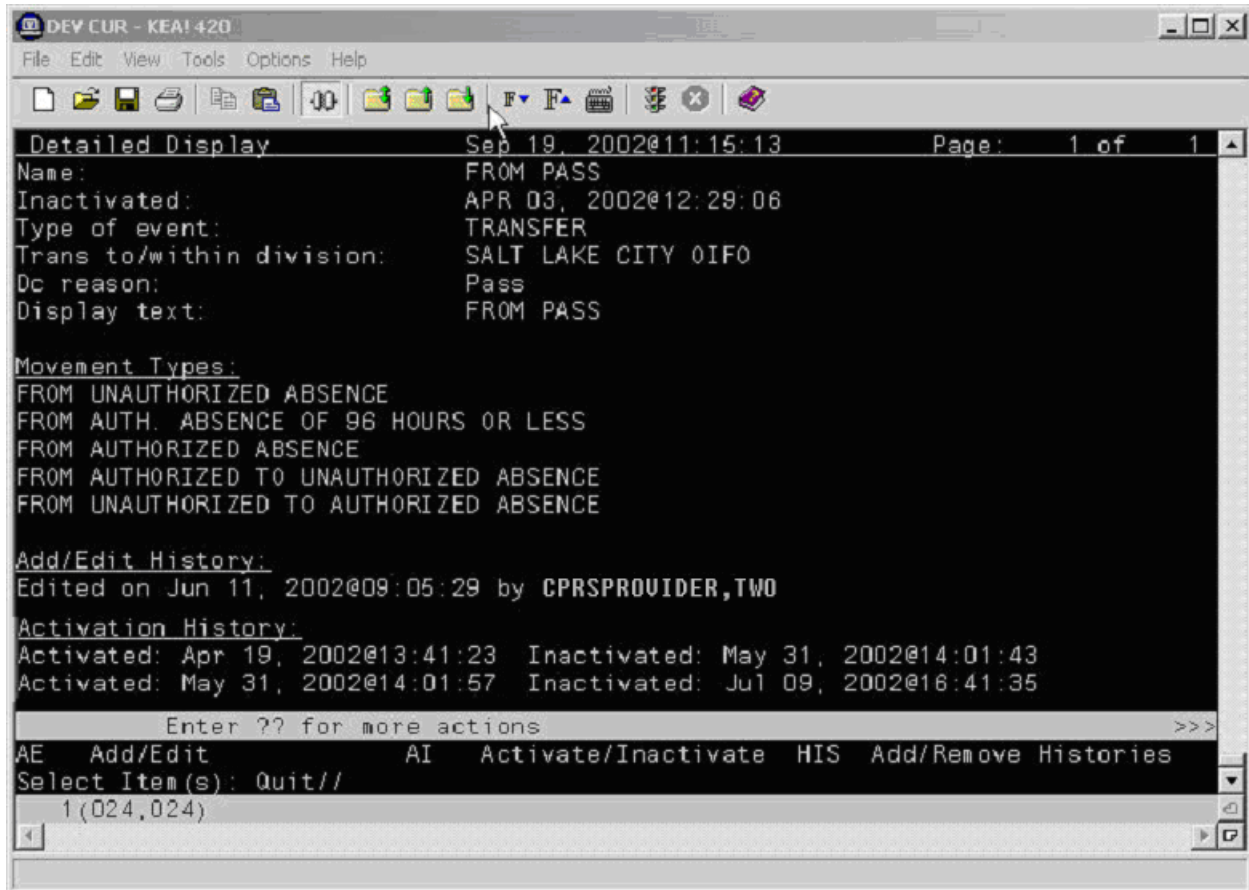 DEV CUR - KEA! 420
File Edit View Tools Options Help
Detailed Display Sep 19, 2002@11:15:13 Page: 1 of 1
Name: FROM PASS
Inactivated: APR 03, 2002@12:29:06
Type of event: TRANSFER
Trans to/within division: SALT LAKE CITY OIFO
Dc reason: Pass
Display text: FROM PASS
Movement Types:
FROM UNAUTHORIZED ABSENCE
FROM AUTH. ABSENCE OF 96 HOURS OR LESS
FROM AUTHORIZED ABSENCE
FROM AUTHORIZED TO UNAUTHORIZED ABSENCE
FROM UNAUTHORIZED TO AUTHORIZED ABSENCE
Add/Edit History:
Edited on Jun 11, 2002@09:05:29 by CPRSPROVIDER,TWO
Activation History:
Activated: Apr 19, 2002@13:41:23 Inactivated: May 31, 2002@14:01:43
Activated: May 31, 2002@14:01:57 Inactivated: Jul 09, 2002@16:41:35
Enter ?? for more actions >>>
AE Add/Edit AI Activate/Inactivate HIS Add/Remove Histories
Select Item(s): Quit//
1(024,024)